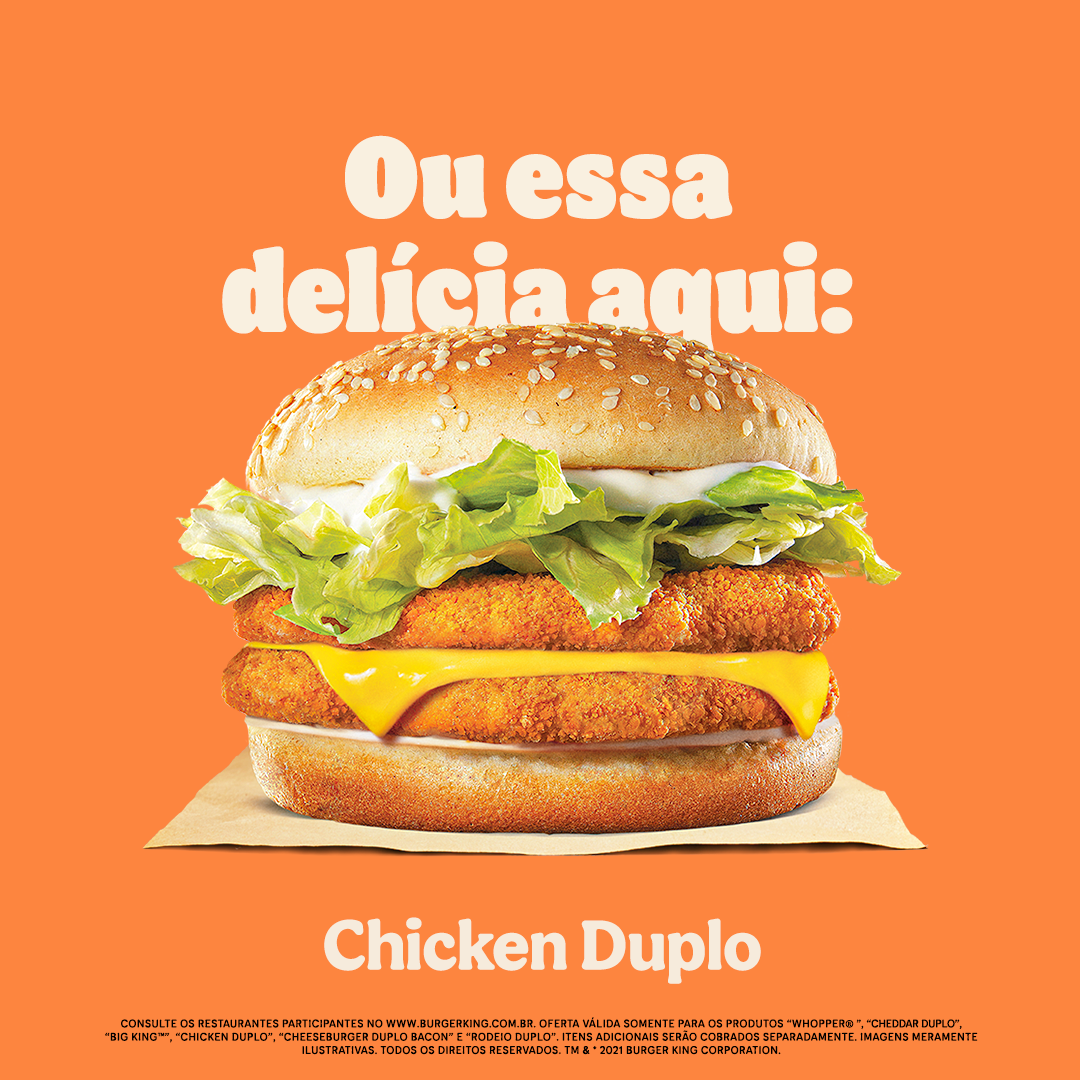 Ou essa
delícia aqui:
Chicken Duplo
CONSULTE OS RESTAURANTES PARTICIPANTES NO WWW.BURGERKING.COM.BR. OFERTA VÁLIDA SOMENTE PARA OS PRODUTOS “WHOPPER® ”, “CHEDDAR DUPLO”,
“BIG KING™”, “CHICKEN DUPLO”, “CHEESEBURGER DUPLO BACON” E “RODEIO DUPLO”. ITENS ADICIONAIS SERÃO COBRADOS SEPARADAMENTE. IMAGENS MERAMENTE
ILUSTRATIVAS. TODOS OS DIREITOS RESERVADOS. TM & * 2021 BURGER KING CORPORATION.